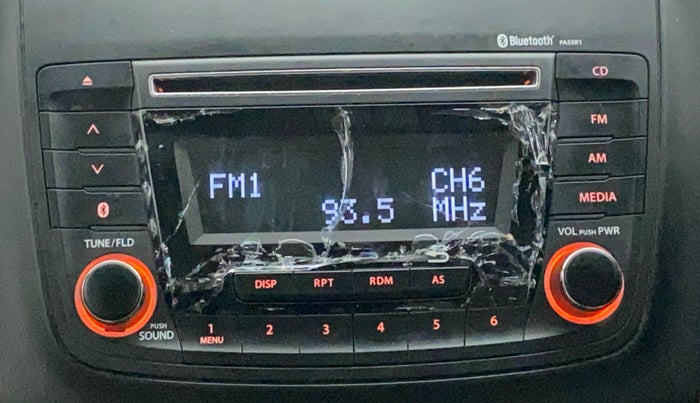 Bluetooth PA55R1
CD
FM
AM
MEDIA
FM1 CH6
93.5 MHz
TUNE/FLD
VOL PUSH PWR
DISP RPT RDM AS
PUSH SOUND
1 2 3 4 5 6
MENU